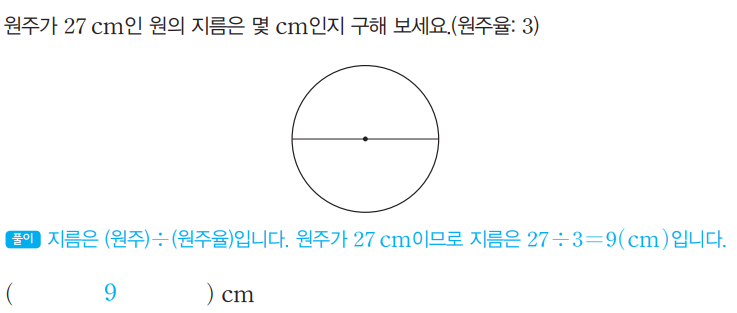 원주가 27 cm인 원의 지름은 몇 cm인지 구해 보세요.(원주율: 3)
풀이 지름은 (원주)÷(원주율)입니다. 원주가 27 cm이므로 지름은 27÷3=9(cm)입니다.
( 9 ) cm